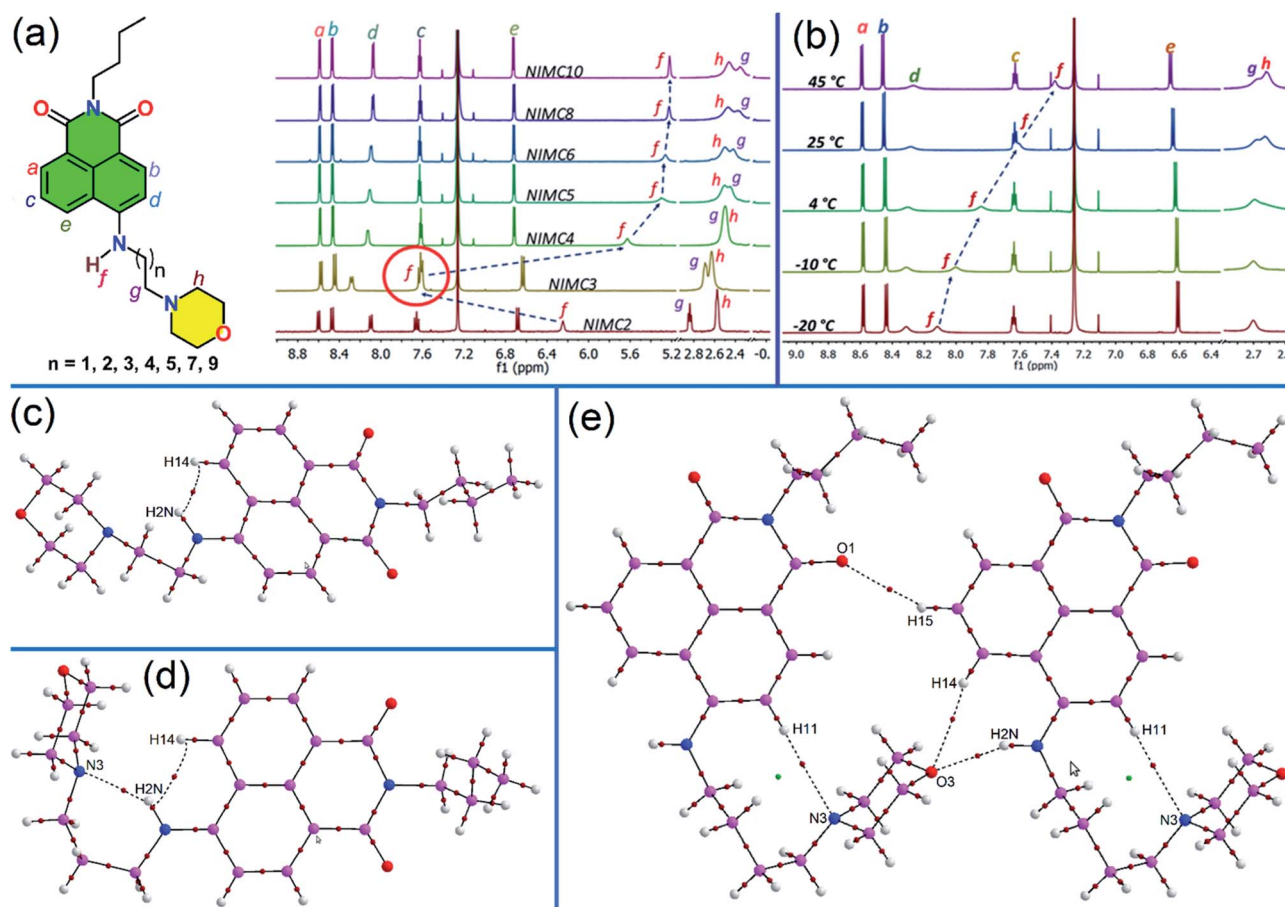 (a)
O
N
O
a
b
c
d
e
N
H
f
( )n
g
h
N
O
n = 1, 2, 3, 4, 5, 7, 9
a b d c e f h g
NIMC10
f h g
NIMC8
f h g
NIMC6
f h g
NIMC5
f g h
NIMC4
f g h
NIMC3
f g h
NIMC2
8.8 8.4 8.0 7.6 7.2 6.8 6.4 6.0 5.6 5.2 2.8 2.6 2.4 -0.
f1 (ppm)
(b)
a b d c f e g h
45 °C
f
25 °C
f
4 °C
f
-10 °C
f
-20 °C
9.0 8.8 8.6 8.4 8.2 8.0 7.8 7.6 7.4 7.2 7.0 6.8 6.6 6.4 2.7
f1 (ppm)
(c)
H14
H2N
(d)
H14
N3
H2N
(e)
O1
H15
H14
H11
H2N
H11
O3
N3
N3